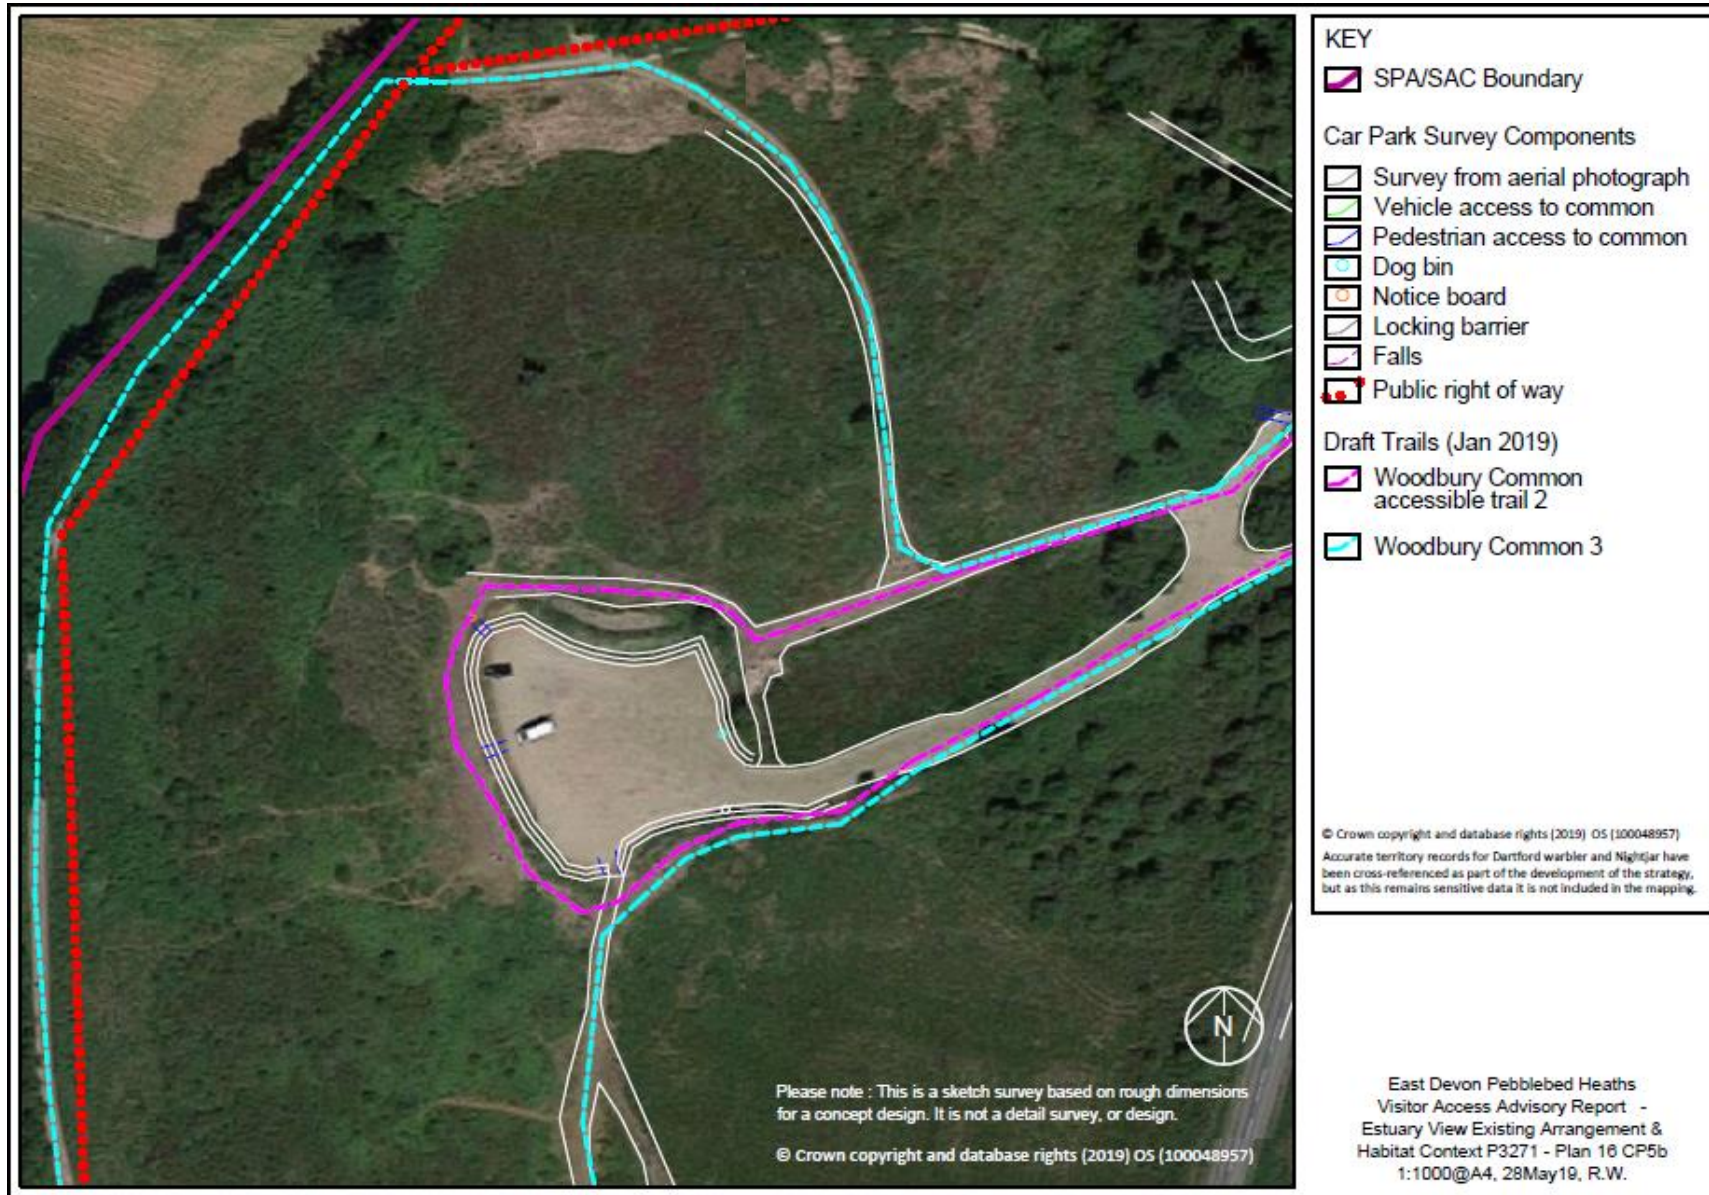 KEY
SPA/SAC Boundary
Car Park Survey Components
Survey from aerial photograph
Vehicle access to common
Pedestrian access to common
Dog bin
Notice board
Locking barrier
Falls
Public right of way
Draft Trails (Jan 2019)
Woodbury Common
accessible trail 2
Woodbury Common 3
© Crown copyright and database rights (2019) OS (100048957)
Accurate territory records for Dartford warbler and Nightjar have
been cross-referenced as part of the development of the strategy,
but as this remains sensitive data it is not included in the mapping.
N
Please note : This is a sketch survey based on rough dimensions
for a concept design. It is not a detail survey, or design.
© Crown copyright and database rights (2019) OS (100048957)
East Devon Pebblebed Heaths
Visitor Access Advisory Report -
Estuary View Existing Arrangement &
Habitat Context P3271 - Plan 16 CP5b
1:1000@A4, 28May19, R.W.